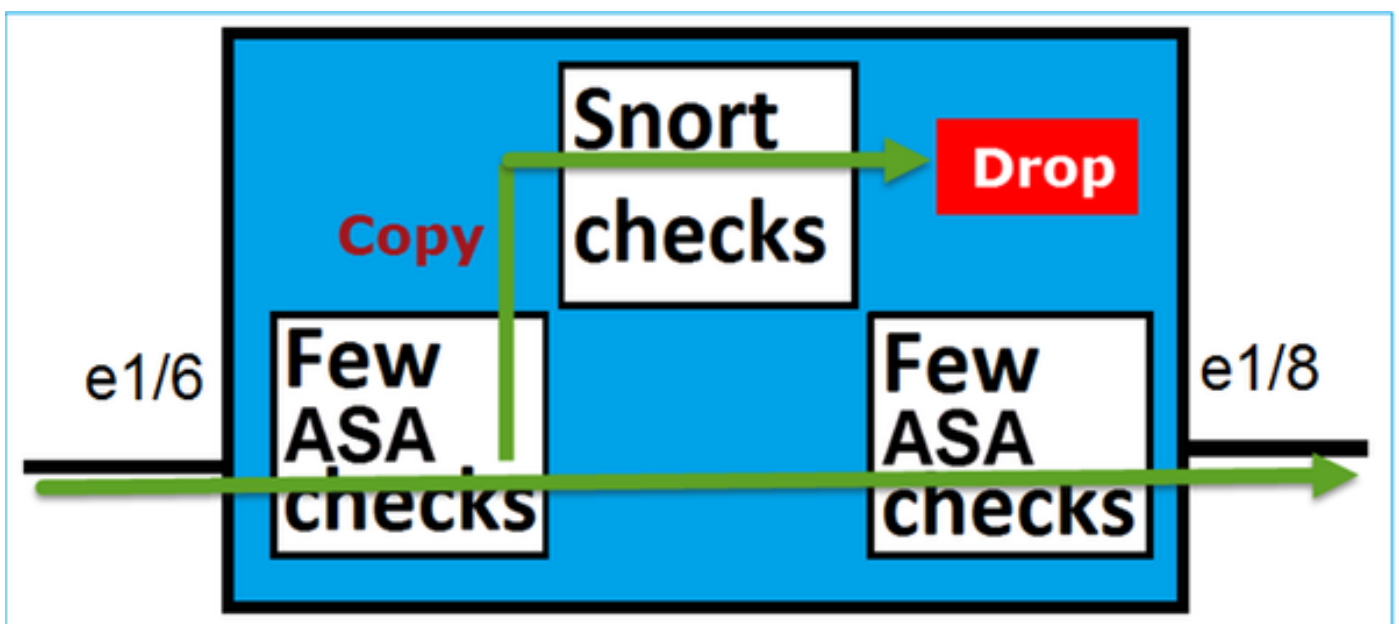 Snort
checks
Drop
Copy
e1/6
Few
ASA
checks
Few
ASA
checks
e1/8